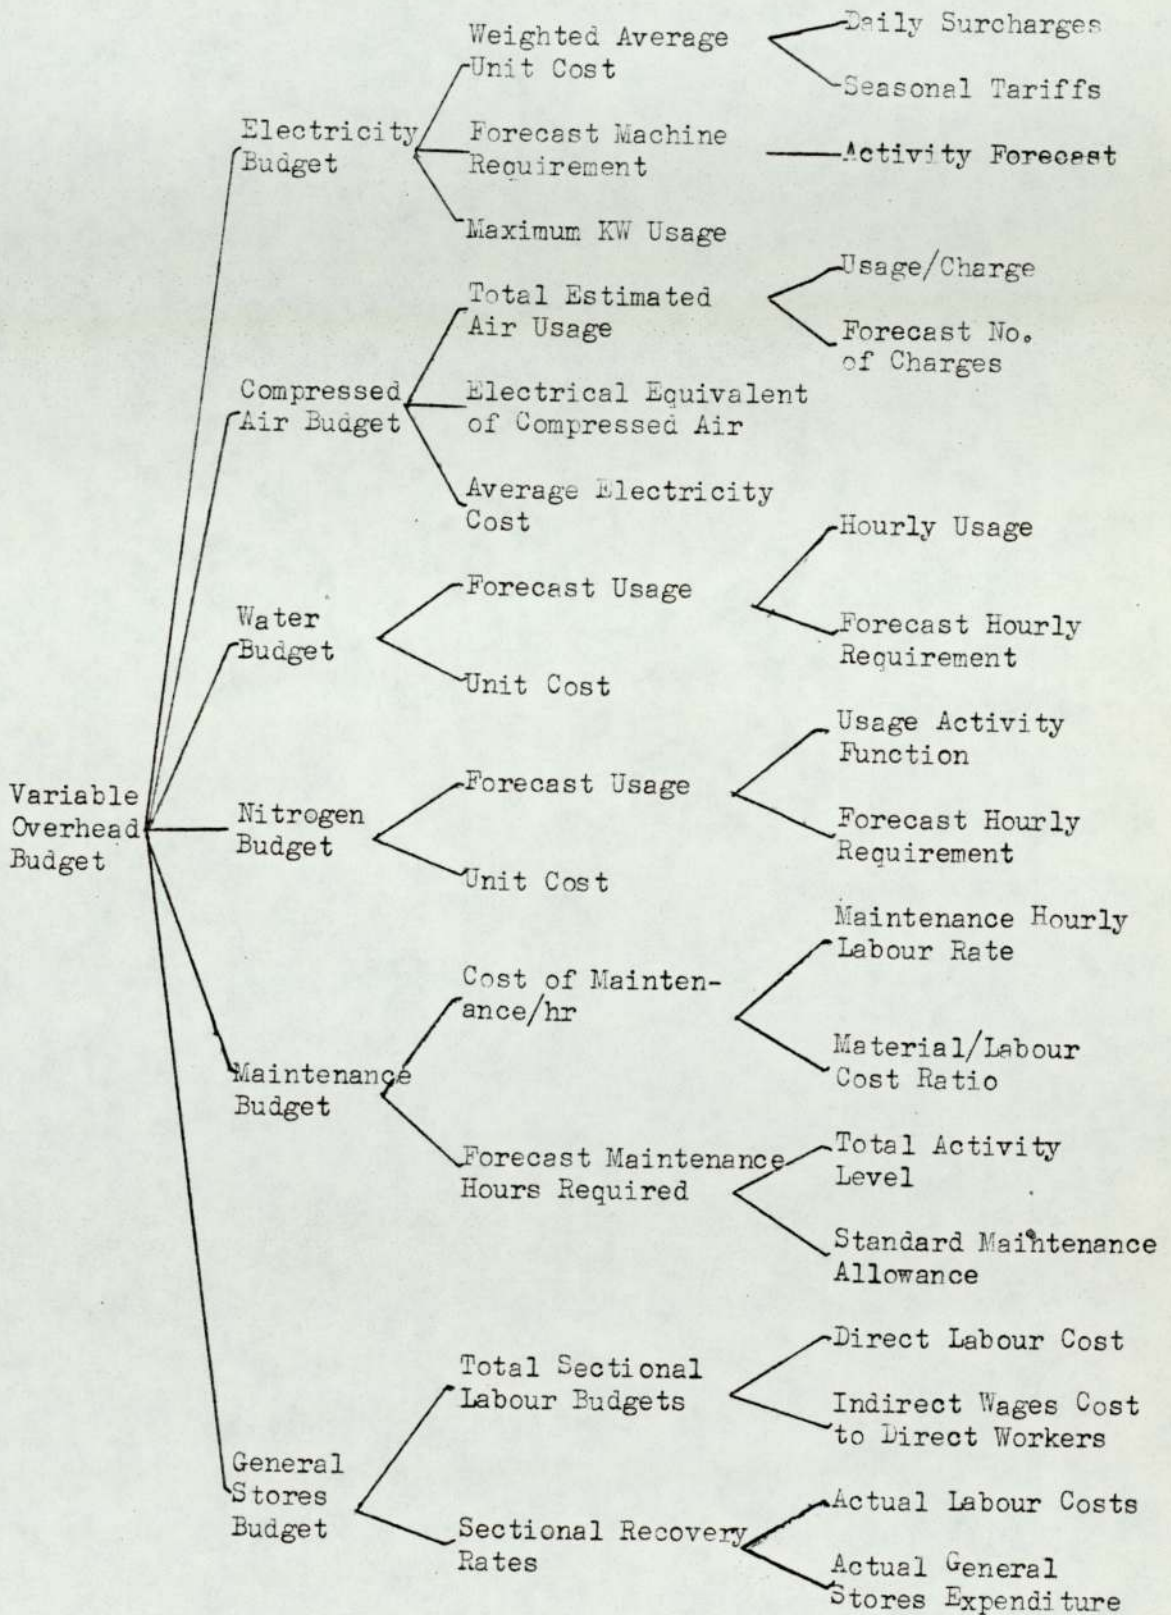 Weighted Average
Unit Cost
Daily Surcharges
Seasonal Tariffs
Electricity
Budget
Forecast Machine
Requirement
Activity Forecast
Maximum KW Usage
Total Estimated
Air Usage
Usage/Charge
Forecast No.
of Charges
Compressed
Air Budget
Electrical Equivalent
of Compressed Air
Average Electricity
Cost
Hourly Usage
Forecast Usage
Water
Budget
Forecast Hourly
Requirement
Unit Cost
Usage Activity
Function
Forecast Usage
Variable
Overhead
Budget
Nitrogen
Budget
Forecast Hourly
Requirement
Unit Cost
Maintenance Hourly
Labour Rate
Cost of Mainten-
ance/hr
Material/Labour
Cost Ratio
Maintenance
Budget
Forecast Maintenance
Hours Required
Total Activity
Level
Standard Maintenance
Allowance
Direct Labour Cost
Total Sectional
Labour Budgets
Indirect Wages Cost
to Direct Workers
General
Stores
Budget
Actual Labour Costs
Sectional Recovery
Rates
Actual General
Stores Expenditure